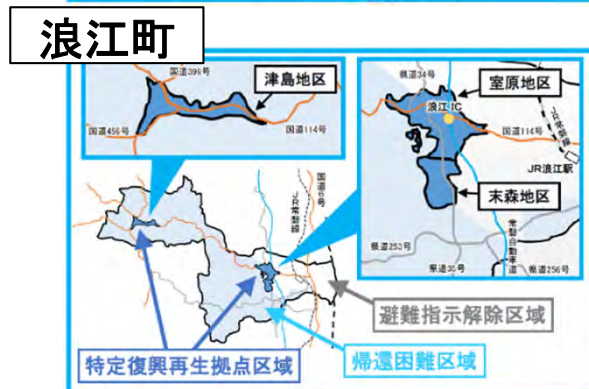 浪江町
国道399号
津島地区
国道459号
国道114号
県道34号
室原地区
浪江IC
国道114号
JR常磐線
JR浪江駅
末森地区
県道253号
県道35号
常磐自動車道
県道256号
JR常磐線
国道6号
避難指示解除区域
特定復興再生拠点区域
帰還困難区域